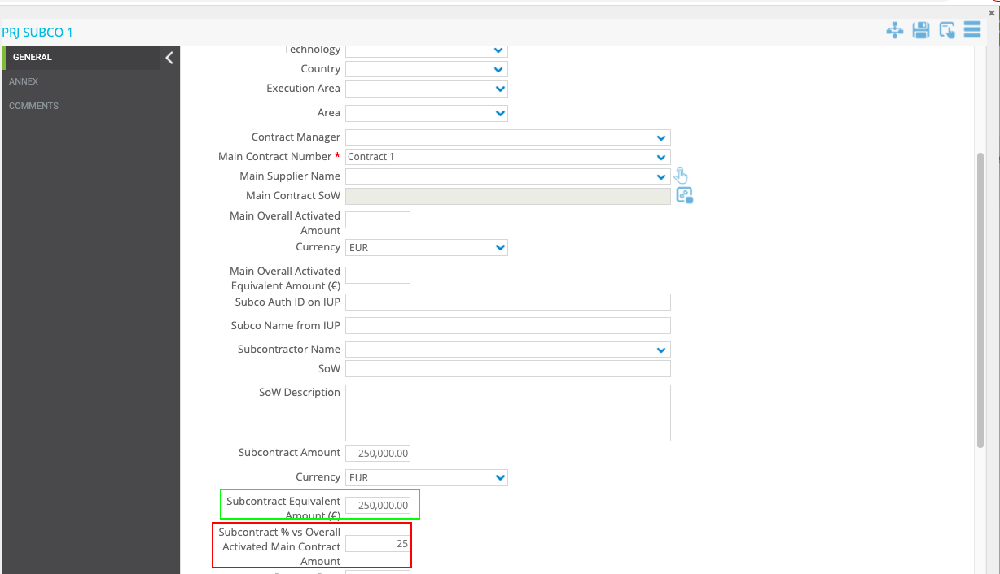 PRJ SUBCO 1
GENERAL
ANNEX
COMMENTS
Technology
Country
Execution Area
Area
Contract Manager
Main Contract Number * Contract 1
Main Supplier Name
Main Contract SoW
Main Overall Activated
Amount
Currency EUR
Main Overall Activated
Equivalent Amount (€)
Subco Auth ID on IUP
Subco Name from IUP
Subcontractor Name
SoW
SoW Description
Subcontract Amount 250,000.00
Currency EUR
Subcontract Equivalent 250,000.00
Amount (€)
Subcontract % vs Overall
Activated Main Contract 25
Amount